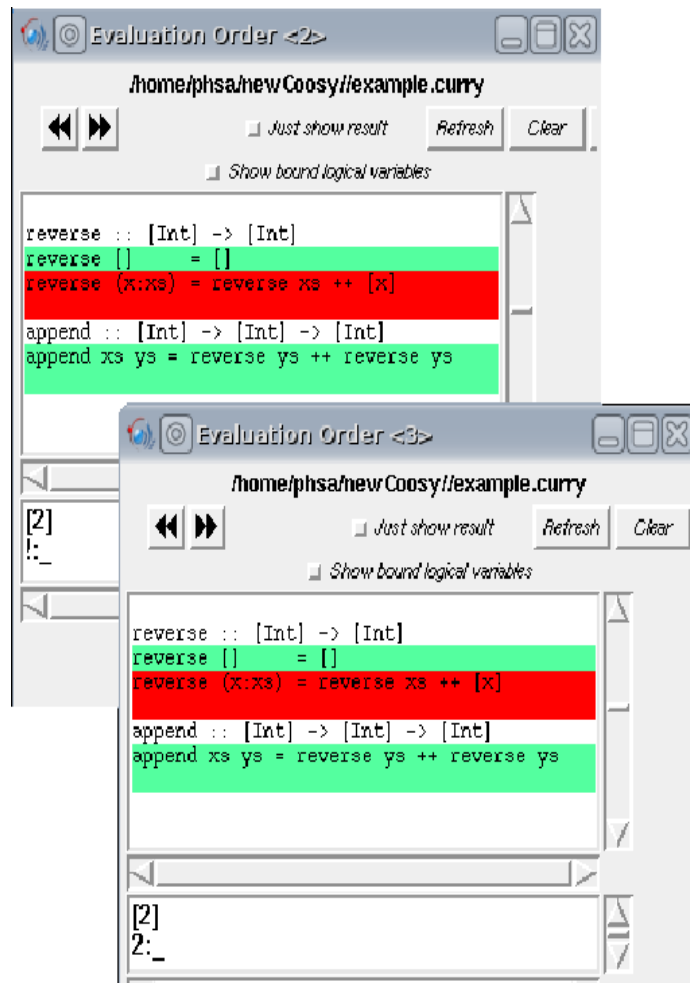 Evaluation Order <2>
/home/phsa/newCoosy//example.curry
Just show result Refresh Clear
Show bound logical variables
reverse :: [Int] -> [Int]
reverse [] = []
reverse (x:xs) = reverse xs ++ [x]
append :: [Int] -> [Int] -> [Int]
append xs ys = reverse ys ++ reverse ys
[2]
!:_
Evaluation Order <3>
/home/phsa/newCoosy//example.curry
Just show result Refresh Clear
Show bound logical variables
reverse :: [Int] -> [Int]
reverse [] = []
reverse (x:xs) = reverse xs ++ [x]
append :: [Int] -> [Int] -> [Int]
append xs ys = reverse ys ++ reverse ys
[2]
2:_